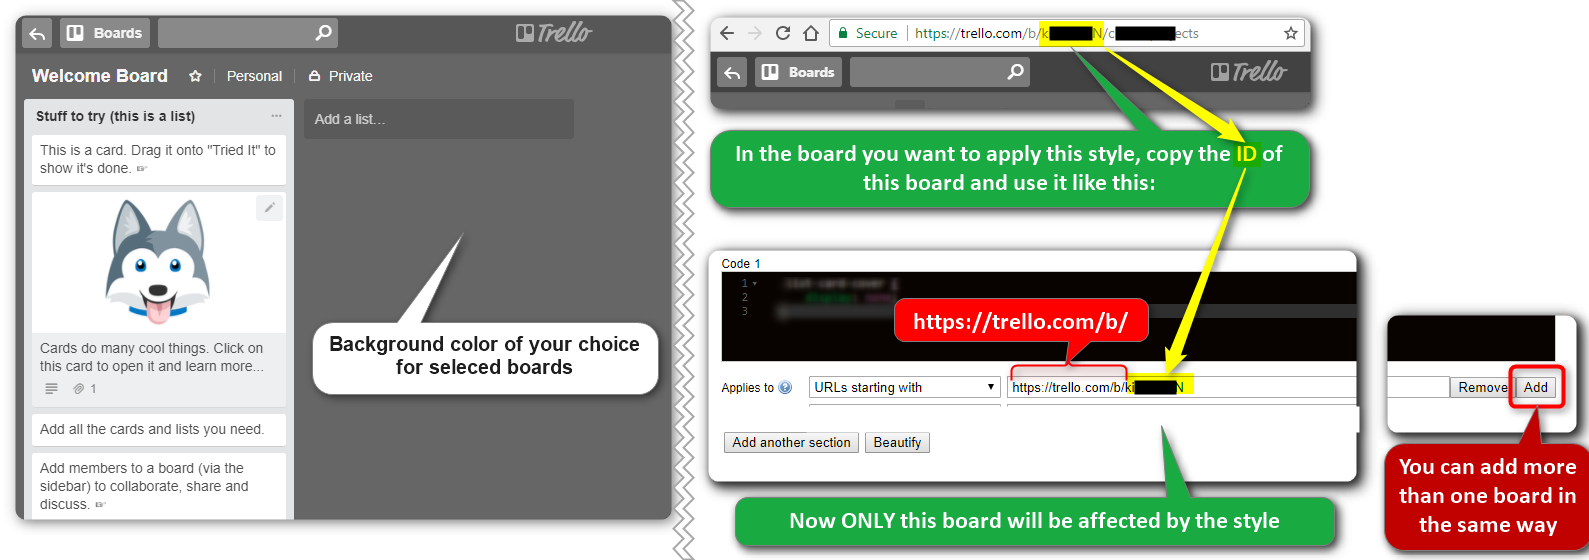 Boards
Trello
Welcome Board
Personal
Private
Stuff to try (this is a list)
Add a list...
This is a card. Drag it onto "Tried It" to
show it's done.
Cards do many cool things. Click on
this card to open it and learn more...
1
Add all the cards and lists you need.
Add members to a board (via the
sidebar) to collaborate, share and
discuss.
Background color of your choice
for seleced boards
Secure
https://trello.com/b/k N/c ects
Boards
Trello
In the board you want to apply this style, copy the ID of
this board and use it like this:
Code 1
1
2
3
https://trello.com/b/
Applies to
URLs starting with
https://trello.com/b/ki N
Add another section
Beautify
Now ONLY this board will be affected by the style
Remove
Add
You can add more
than one board in
the same way